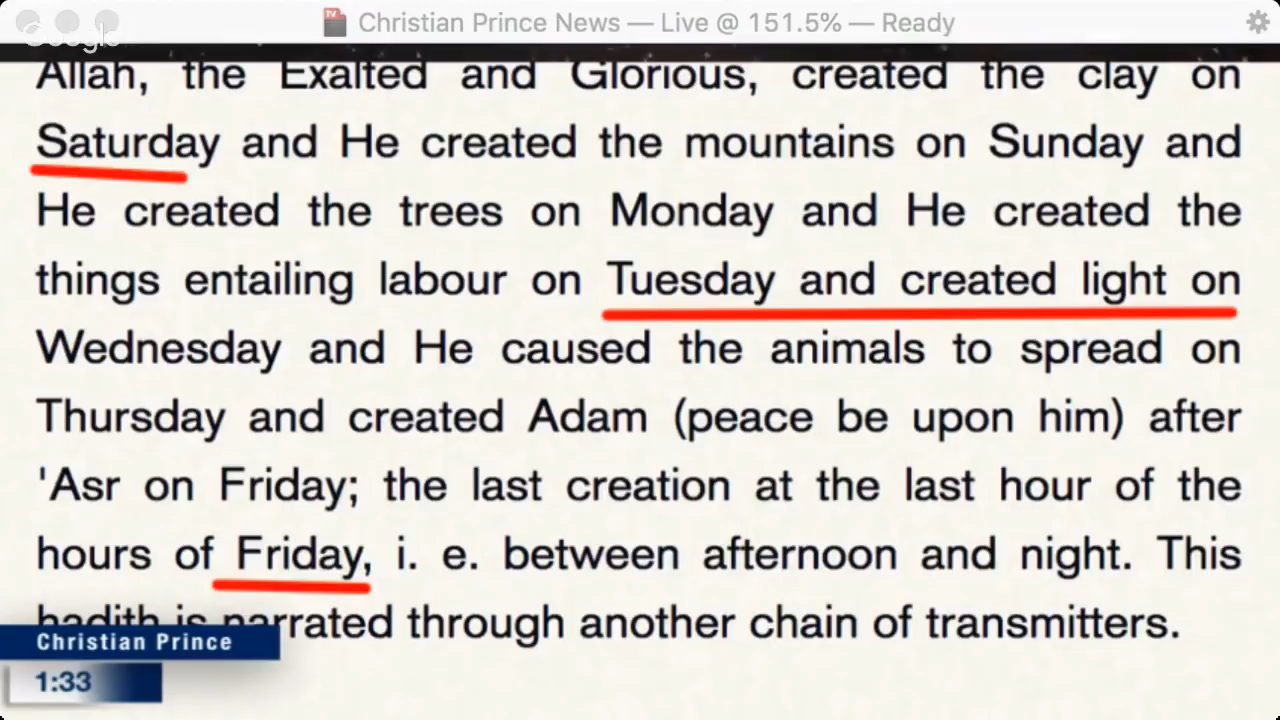 Christian Prince News — Live @ 151.5% — Ready
Google
Allah, the Exalted and Glorious, created the clay on
Saturday and He created the mountains on Sunday and
He created the trees on Monday and He created the
things entailing labour on Tuesday and created light on
Wednesday and He caused the animals to spread on
Thursday and created Adam (peace be upon him) after
'Asr on Friday; the last creation at the last hour of the
hours of Friday, i. e. between afternoon and night. This
hadith is narrated through another chain of transmitters.
Christian Prince
1:33